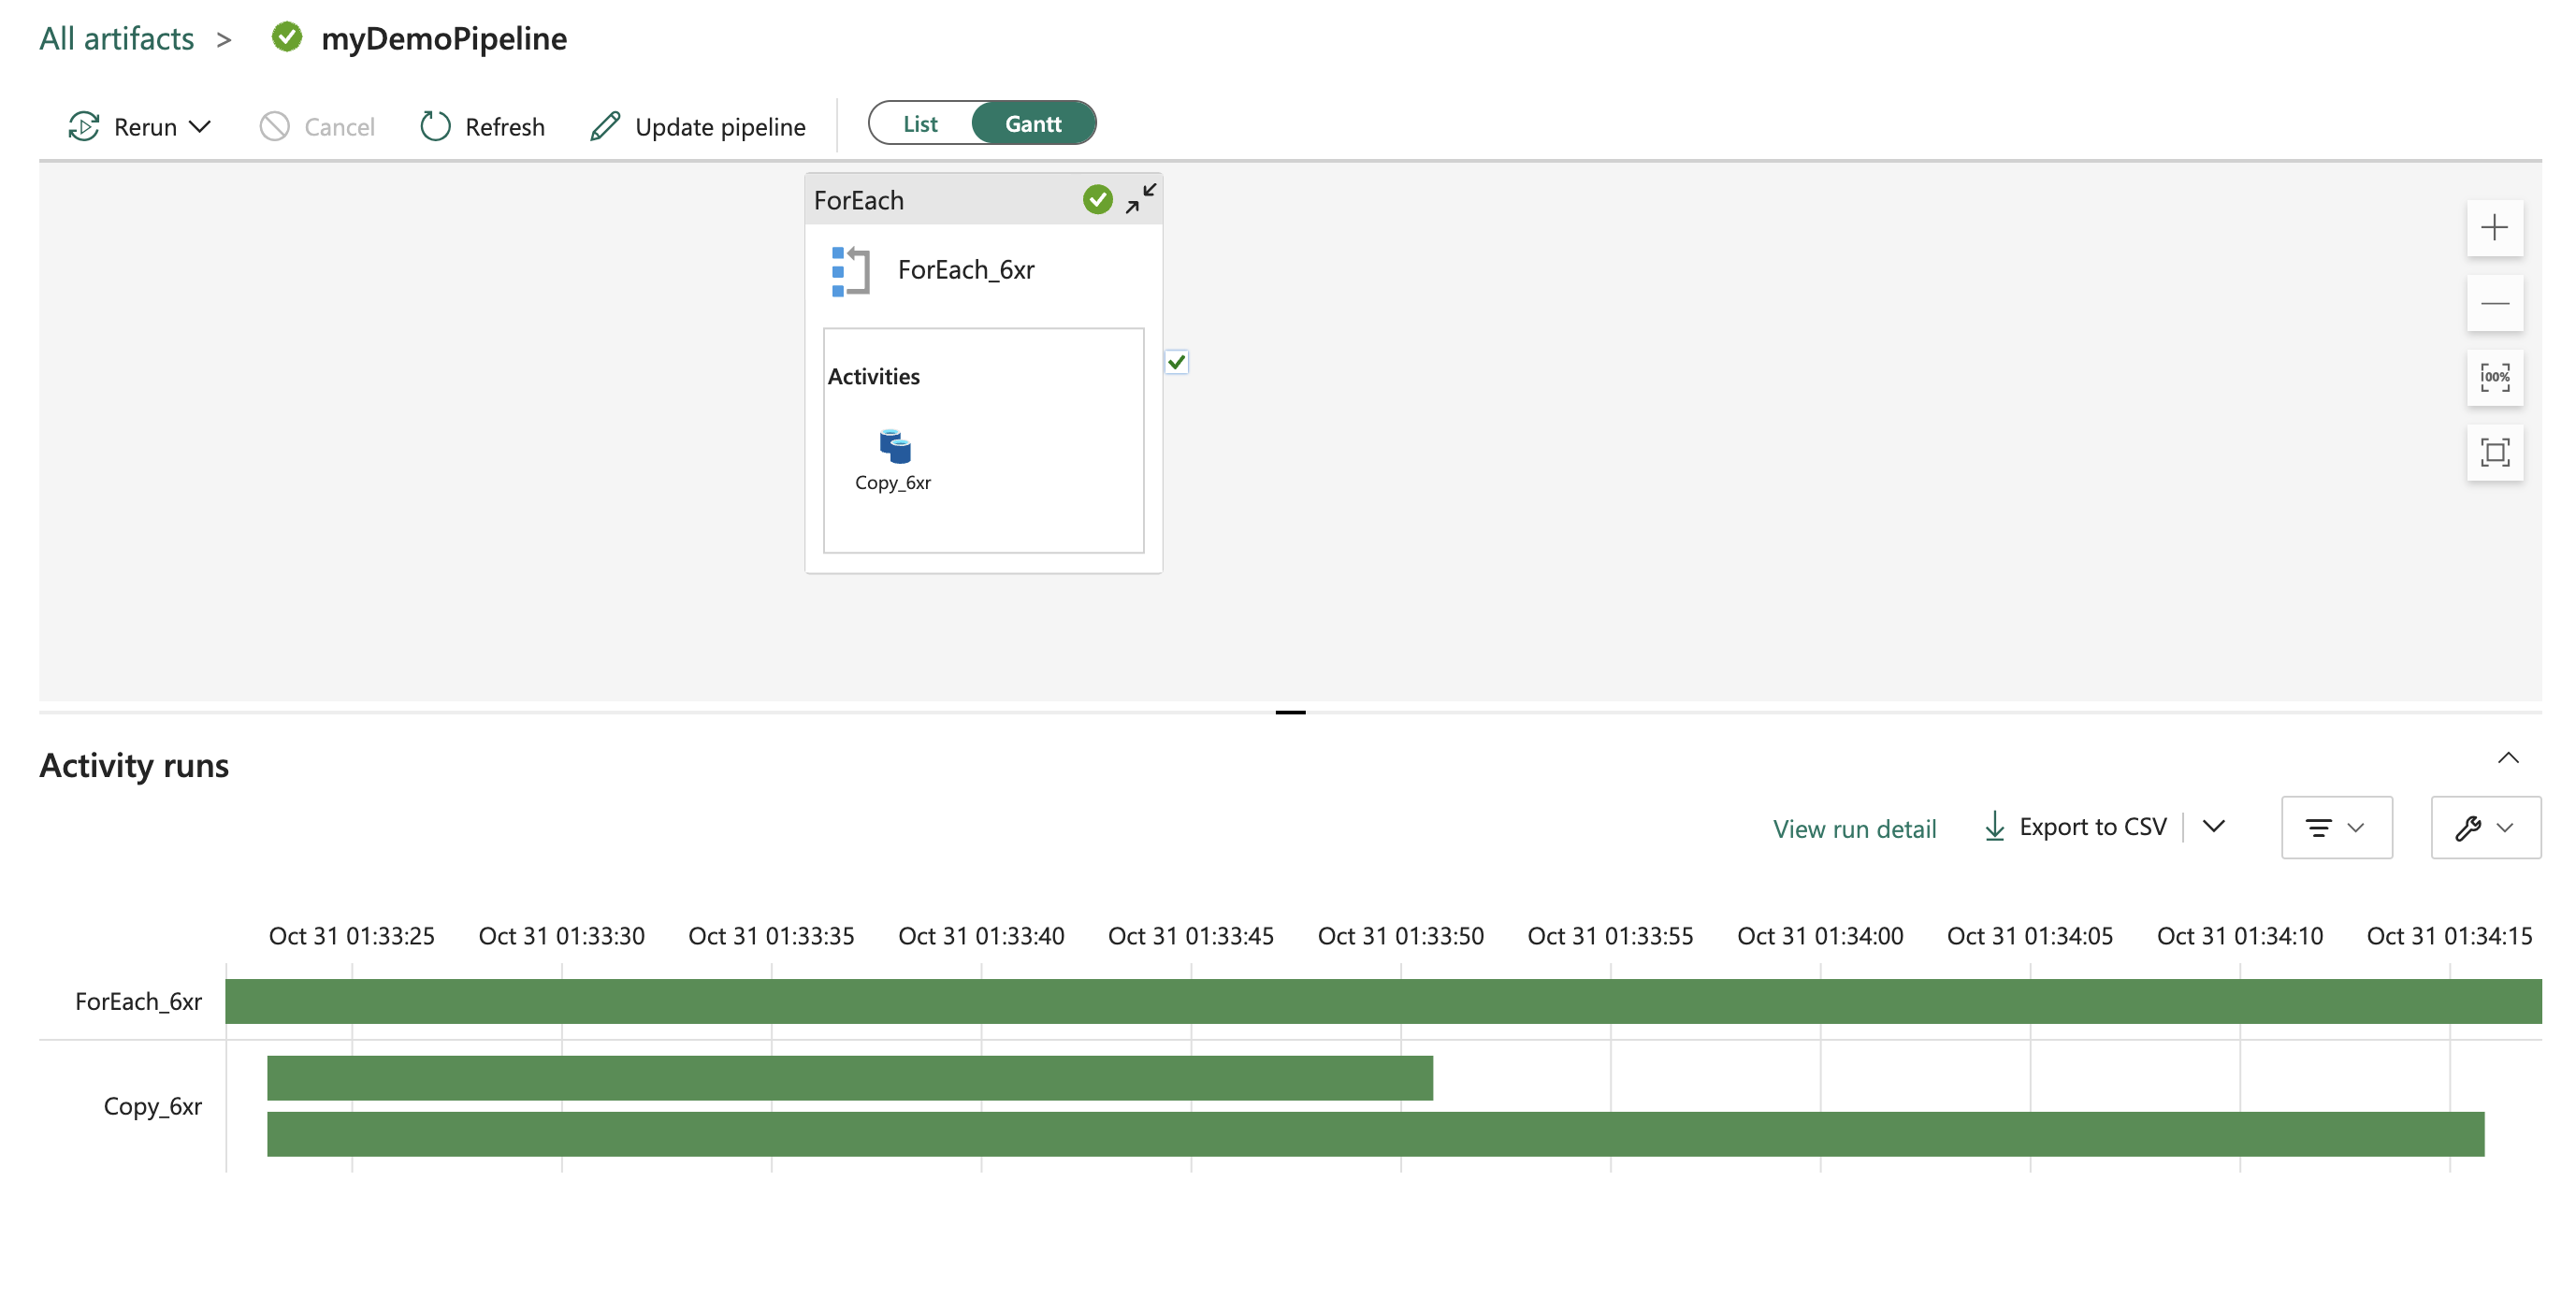 All artifacts > myDemoPipeline
Rerun Cancel Refresh Update pipeline List Gantt
ForEach
ForEach_6xr
Activities
Copy_6xr
100%
Activity runs
View run detail Export to CSV
Oct 31 01:33:25 Oct 31 01:33:30 Oct 31 01:33:35 Oct 31 01:33:40 Oct 31 01:33:45 Oct 31 01:33:50 Oct 31 01:33:55 Oct 31 01:34:00 Oct 31 01:34:05 Oct 31 01:34:10 Oct 31 01:34:15
ForEach_6xr
Copy_6xr